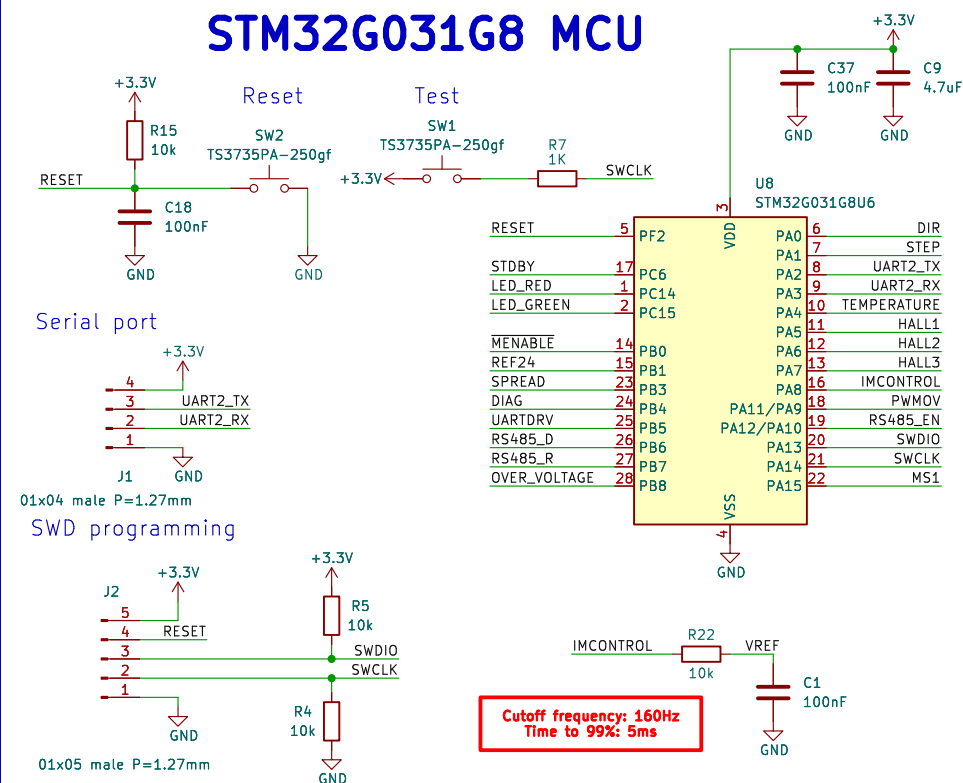 STM32G031G8 MCU
+3.3V
C37
100nF
C9
4.7uF
GND
GND
Reset
+3.3V
R15
10k
SW2
TS3735PA-250gf
RESET
C18
100nF
GND
GND
Test
SW1
TS3735PA-250gf
+3.3V
R7
1K
SWCLK
U8
STM32G031G8U6
3
VDD
RESET 5 PF2
STDBY 17 PC6
LED_RED 1 PC14
LED_GREEN 2 PC15
MENABLE 14 PB0
REF24 15 PB1
SPREAD 23 PB3
DIAG 24 PB4
UARTDRV 25 PB5
RS485_D 26 PB6
RS485_R 27 PB7
OVER_VOLTAGE 28 PB8
PA0 6 DIR
PA1 7 STEP
PA2 8 UART2_TX
PA3 9 UART2_RX
PA4 10 TEMPERATURE
PA5 11 HALL1
PA6 12 HALL2
PA7 13 HALL3
PA8 16 IMCONTROL
PA11/PA9 18 PWMOV
PA12/PA10 19 RS485_EN
PA13 20 SWDIO
PA14 21 SWCLK
PA15 22 MS1
VSS
4
GND
Serial port
+3.3V
4
3 UART2_TX
2 UART2_RX
1
GND
J1
01x04 male P=1.27mm
SWD programming
J2
+3.3V
5
4 RESET
3
2
1
GND
01x05 male P=1.27mm
+3.3V
R5
10k
SWDIO
SWCLK
R4
10k
GND
IMCONTROL
R22
10k
VREF
C1
100nF
GND
Cutoff frequency: 160Hz
Time to 99%: 5ms